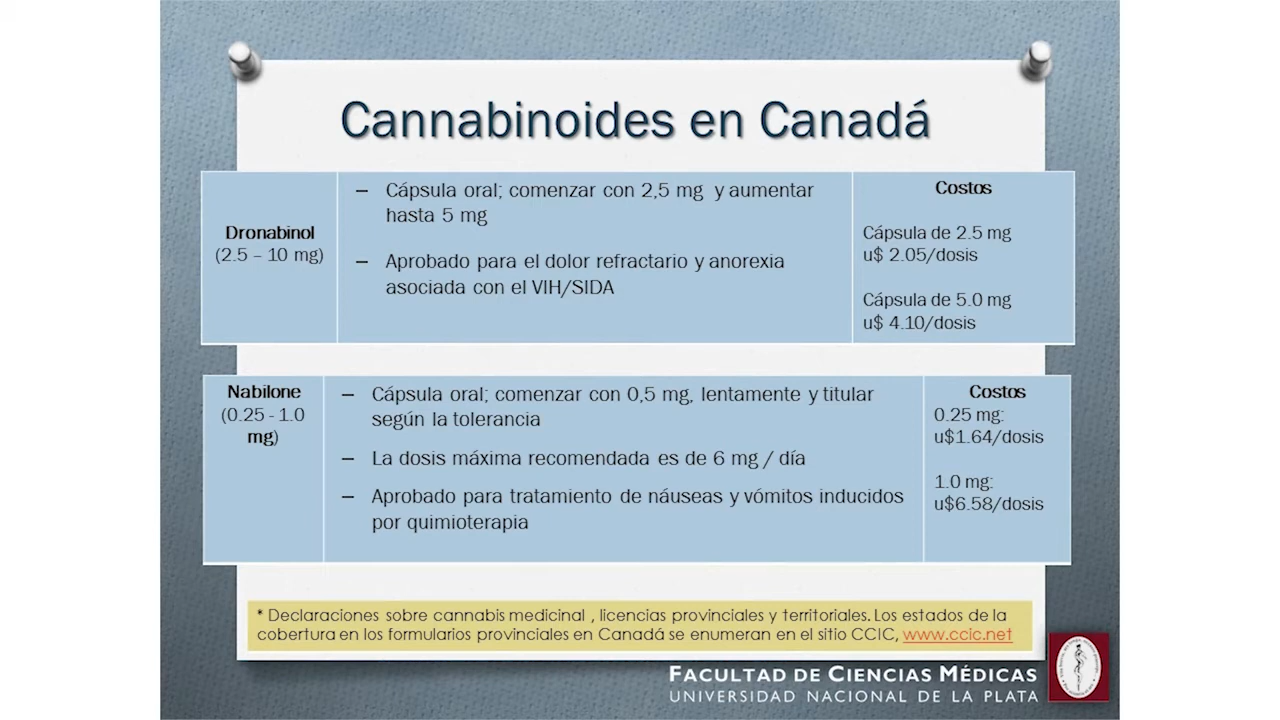 Cannabinoides en Canadá
Dronabinol
(2.5 – 10 mg)
– Cápsula oral; comenzar con 2,5 mg y aumentar
hasta 5 mg
– Aprobado para el dolor refractario y anorexia
asociada con el VIH/SIDA
Costos
Cápsula de 2.5 mg
u$ 2.05/dosis
Cápsula de 5.0 mg
u$ 4.10/dosis
Nabilone
(0.25 - 1.0
mg)
– Cápsula oral; comenzar con 0,5 mg, lentamente y titular
según la tolerancia
– La dosis máxima recomendada es de 6 mg / día
– Aprobado para tratamiento de náuseas y vómitos inducidos
por quimioterapia
Costos
0.25 mg:
u$1.64/dosis
1.0 mg:
u$6.58/dosis
* Declaraciones sobre cannabis medicinal , licencias provinciales y territoriales. Los estados de la
cobertura en los formularios provinciales en Canadá se enumeran en el sitio CCIC, www.ccic.net
FACULTAD DE CIENCIAS MÉDICAS
UNIVERSIDAD NACIONAL DE LA PLATA